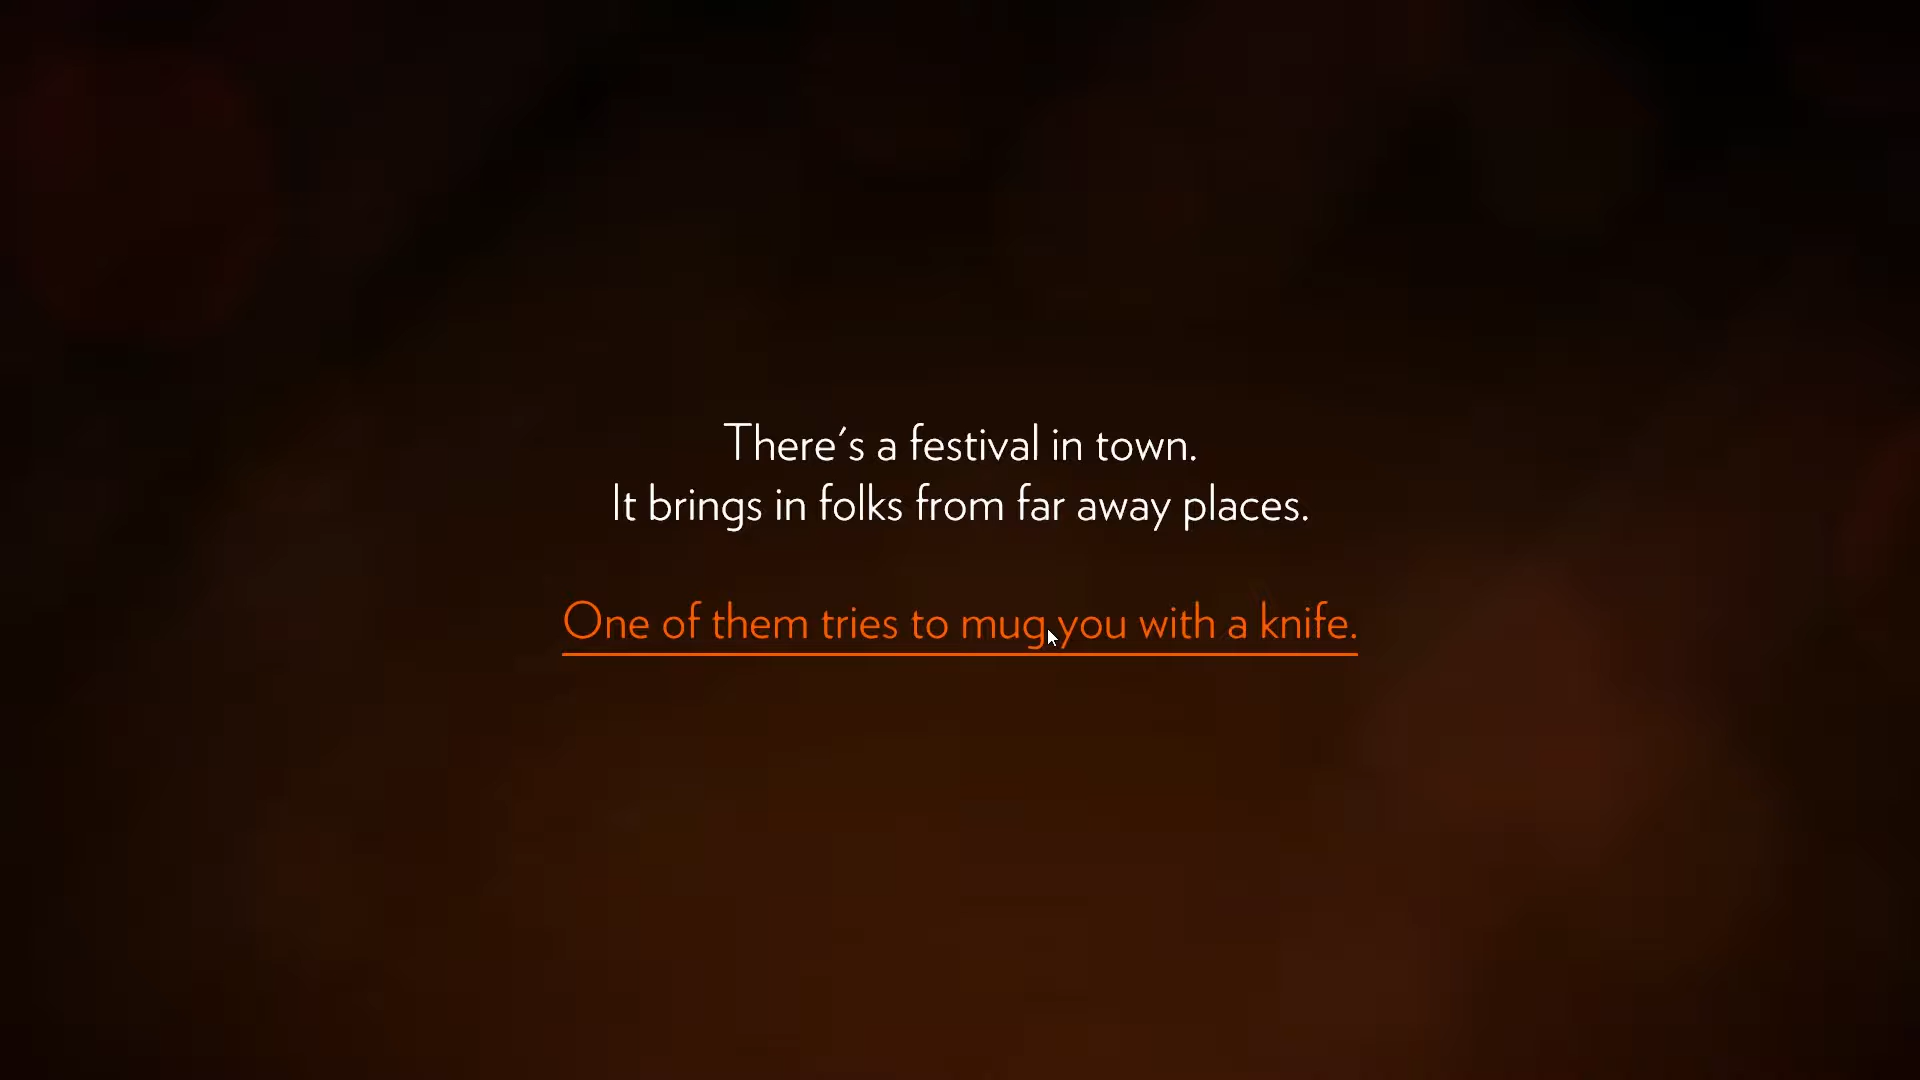 There's a festival in town.
It brings in folks from far away places.
One of them tries to mug you with a knife.